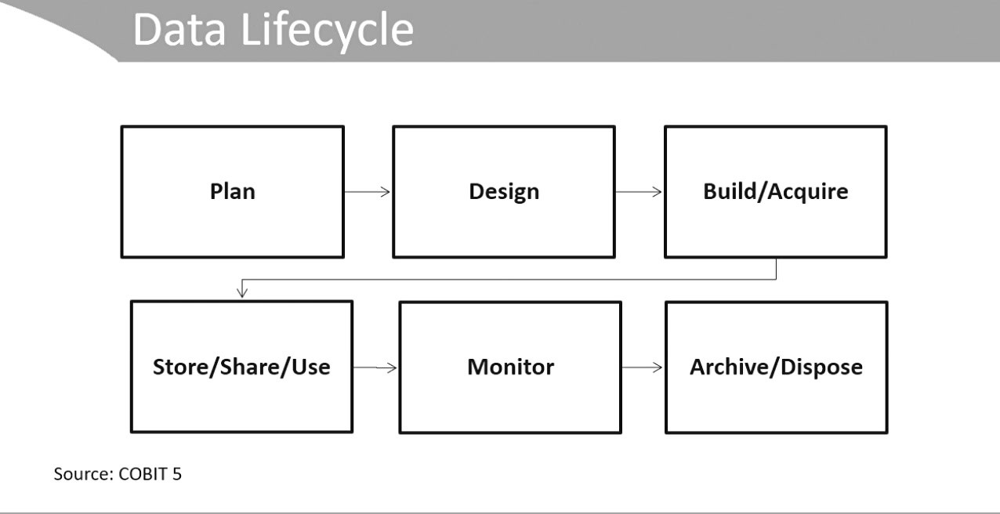 Data Lifecycle
Plan
Design
Build/Acquire
Store/Share/Use
Monitor
Archive/Dispose
Source: COBIT 5